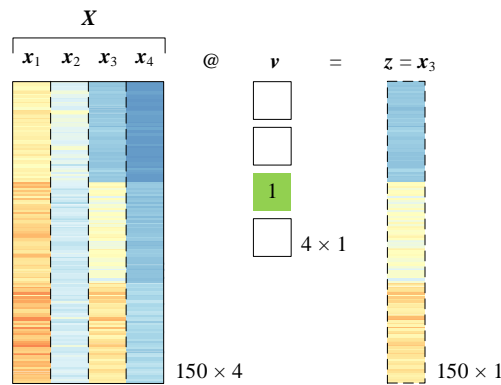 X
x1 x2 x3 x4 @ v = z = x3
1
4 × 1
150 × 4 150 × 1